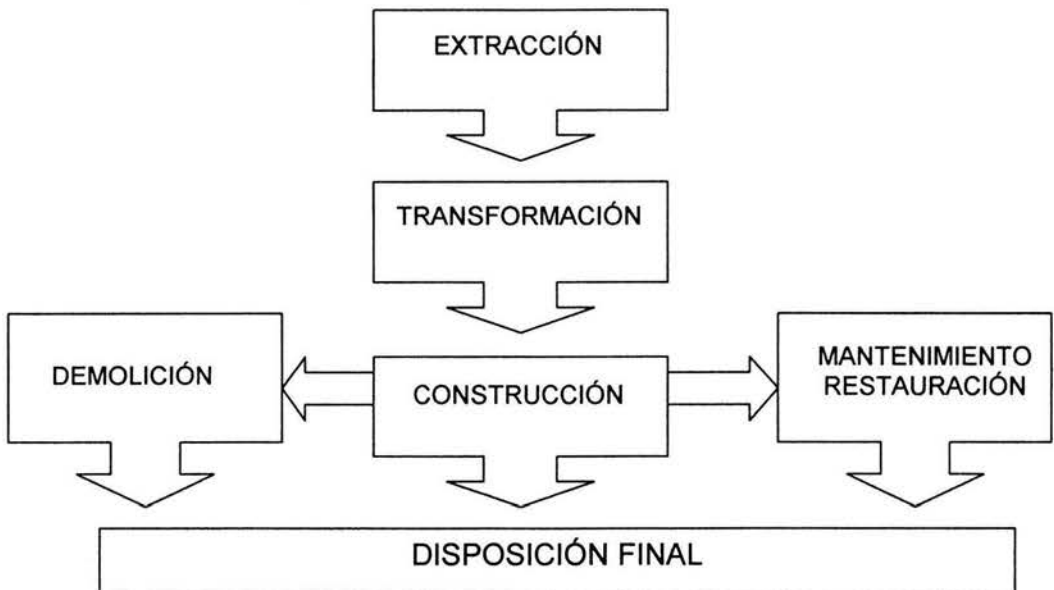 EXTRACCIÓN
TRANSFORMACIÓN
DEMOLICIÓN
CONSTRUCCIÓN
MANTENIMIENTO
RESTAURACIÓN
DISPOSICIÓN FINAL